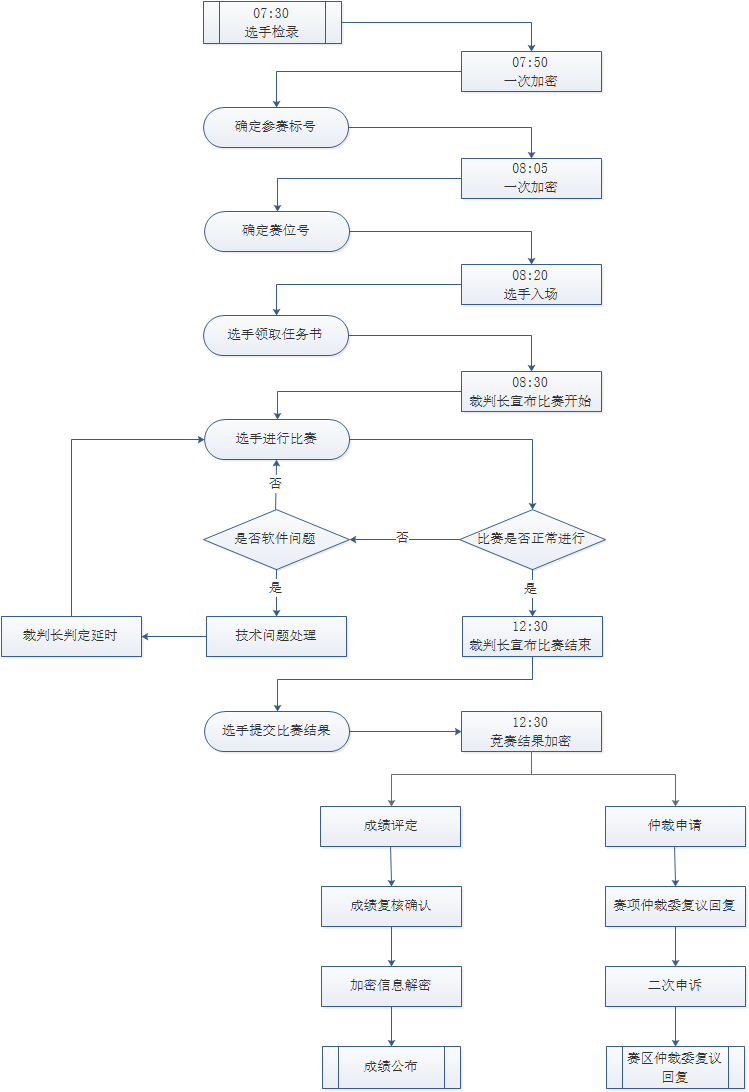 07:30
选手检录
07:50
一次加密
确定参赛标号
08:05
一次加密
确定赛位号
08:20
选手入场
选手领取任务书
08:30
裁判长宣布比赛开始
选手进行比赛
否
是否软件问题
否
比赛是否正常进行
是
是
裁判长判定延时
技术问题处理
12:30
裁判长宣布比赛结束
选手提交比赛结果
12:30
竞赛结果加密
成绩评定
仲裁申请
成绩复核确认
赛项仲裁委复议回复
加密信息解密
二次申诉
成绩公布
赛区仲裁委复议
回复